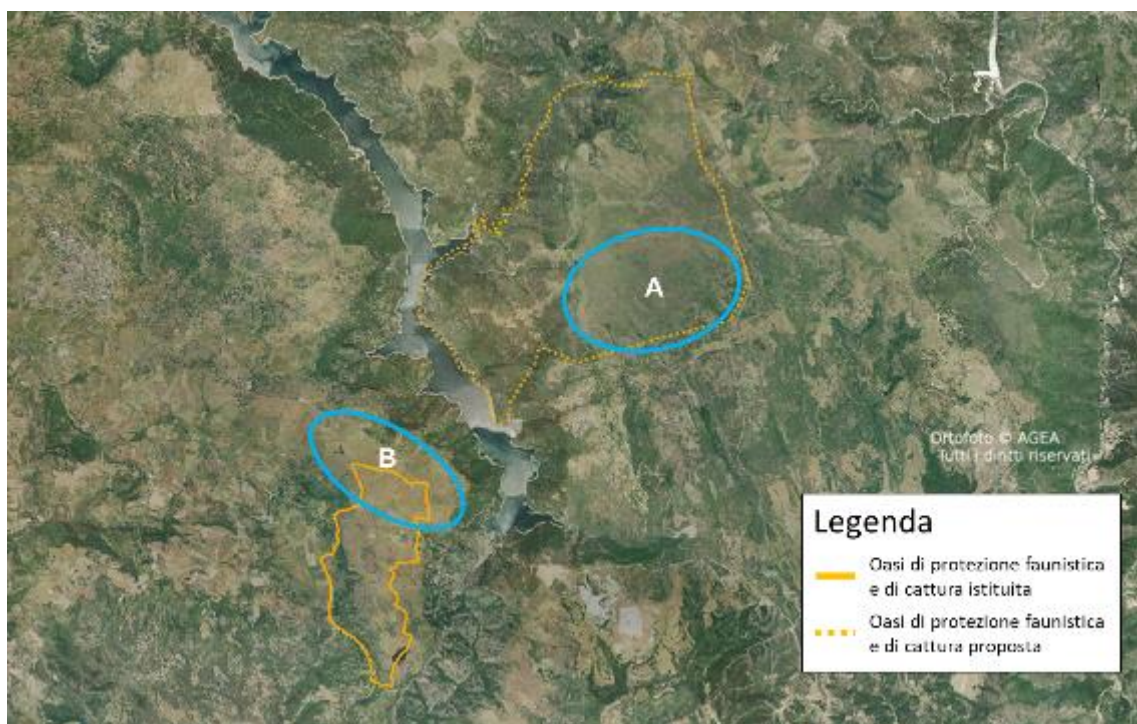 A
B
Ortofoto © AGEA
Tutti i diritti riservati
Legenda
Oasi di protezione faunistica
e di cattura istituita
Oasi di protezione faunistica
e di cattura proposta